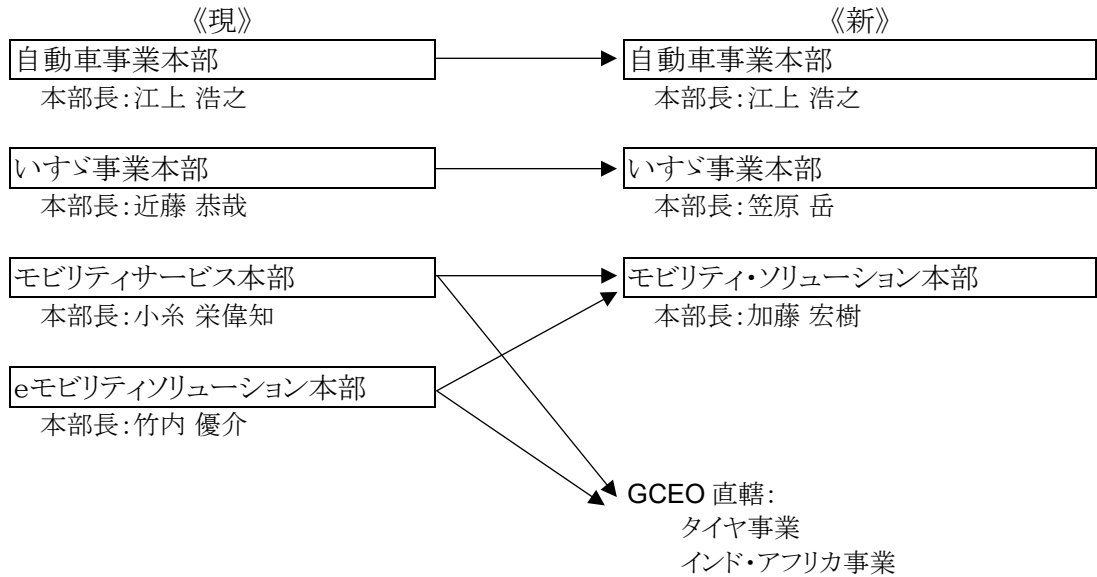 《現》 《新》
自動車事業本部 自動車事業本部
本部長：江上 浩之 本部長：江上 浩之
いすゞ事業本部 いすゞ事業本部
本部長：近藤 恭哉 本部長：笠原 岳
モビリティサービス本部 モビリティ・ソリューション本部
本部長：小糸 栄偉知 本部長：加藤 宏樹
eモビリティソリューション本部
本部長：竹内 優介
GCEO 直轄：
タイヤ事業
インド・アフリカ事業